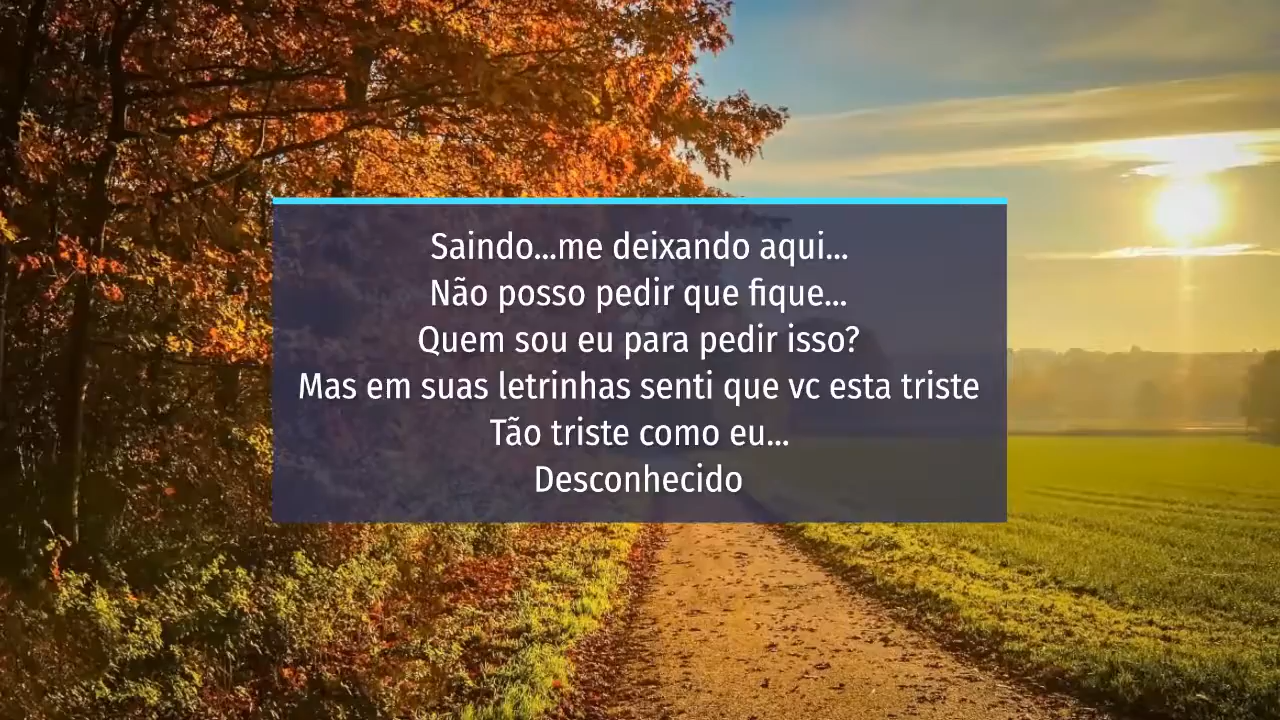 Saindo...me deixando aqui...
Não posso pedir que fique...
Quem sou eu para pedir isso?
Mas em suas letrinhas senti que vc esta triste
Tão triste como eu...
Desconhecido